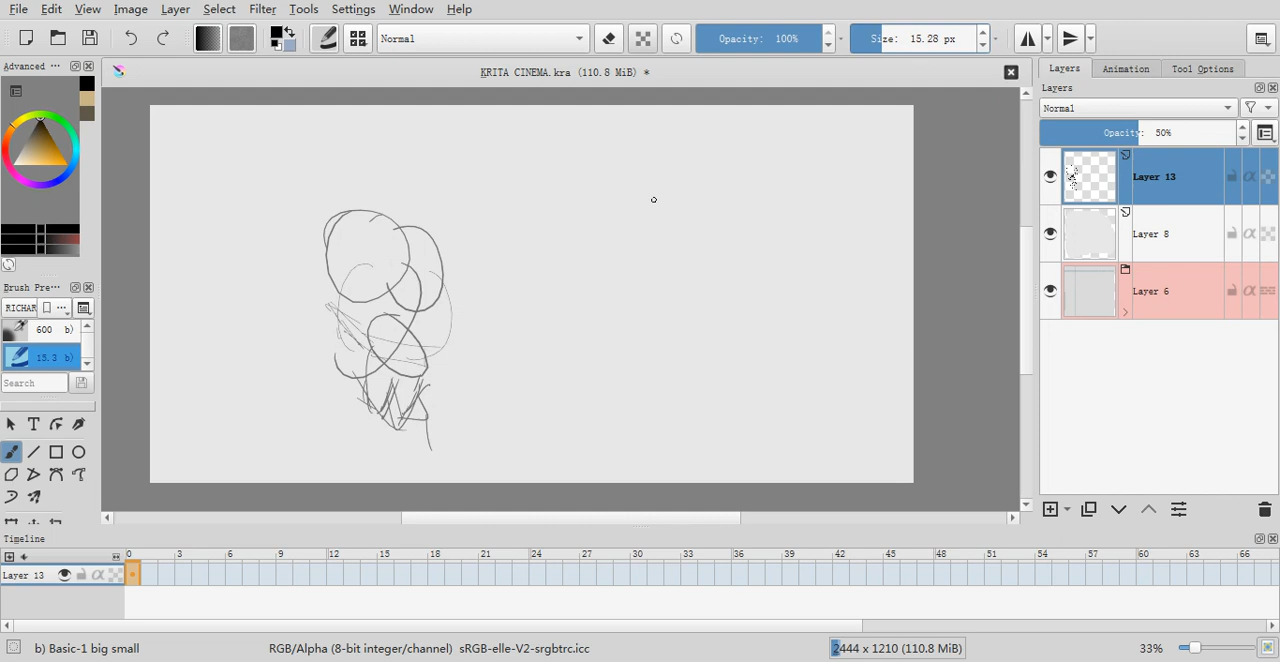 File Edit View Image Layer Select Filter Tools Settings Window Help
Normal Opacity: 100% Size: 15.28 px
Advanced ··· KRITA CINEMA.kra (110.8 MiB) * Layers Animation Tool Options
Layers
Normal
Opacity: 50%
Layer 13
Layer 8
Brush Pre···
Layer 6
RICHAR
600 b)
15.3 b)
Search
Timeline
0 3 6 9 12 15 18 21 24 27 30 33 36 39 42 45 48 51 54 57 60 63 66
Layer 13
b) Basic-1 big small RGB/Alpha (8-bit integer/channel) sRGB-elle-V2-srgbtrc.icc 2444 x 1210 (110.8 MiB) 33%